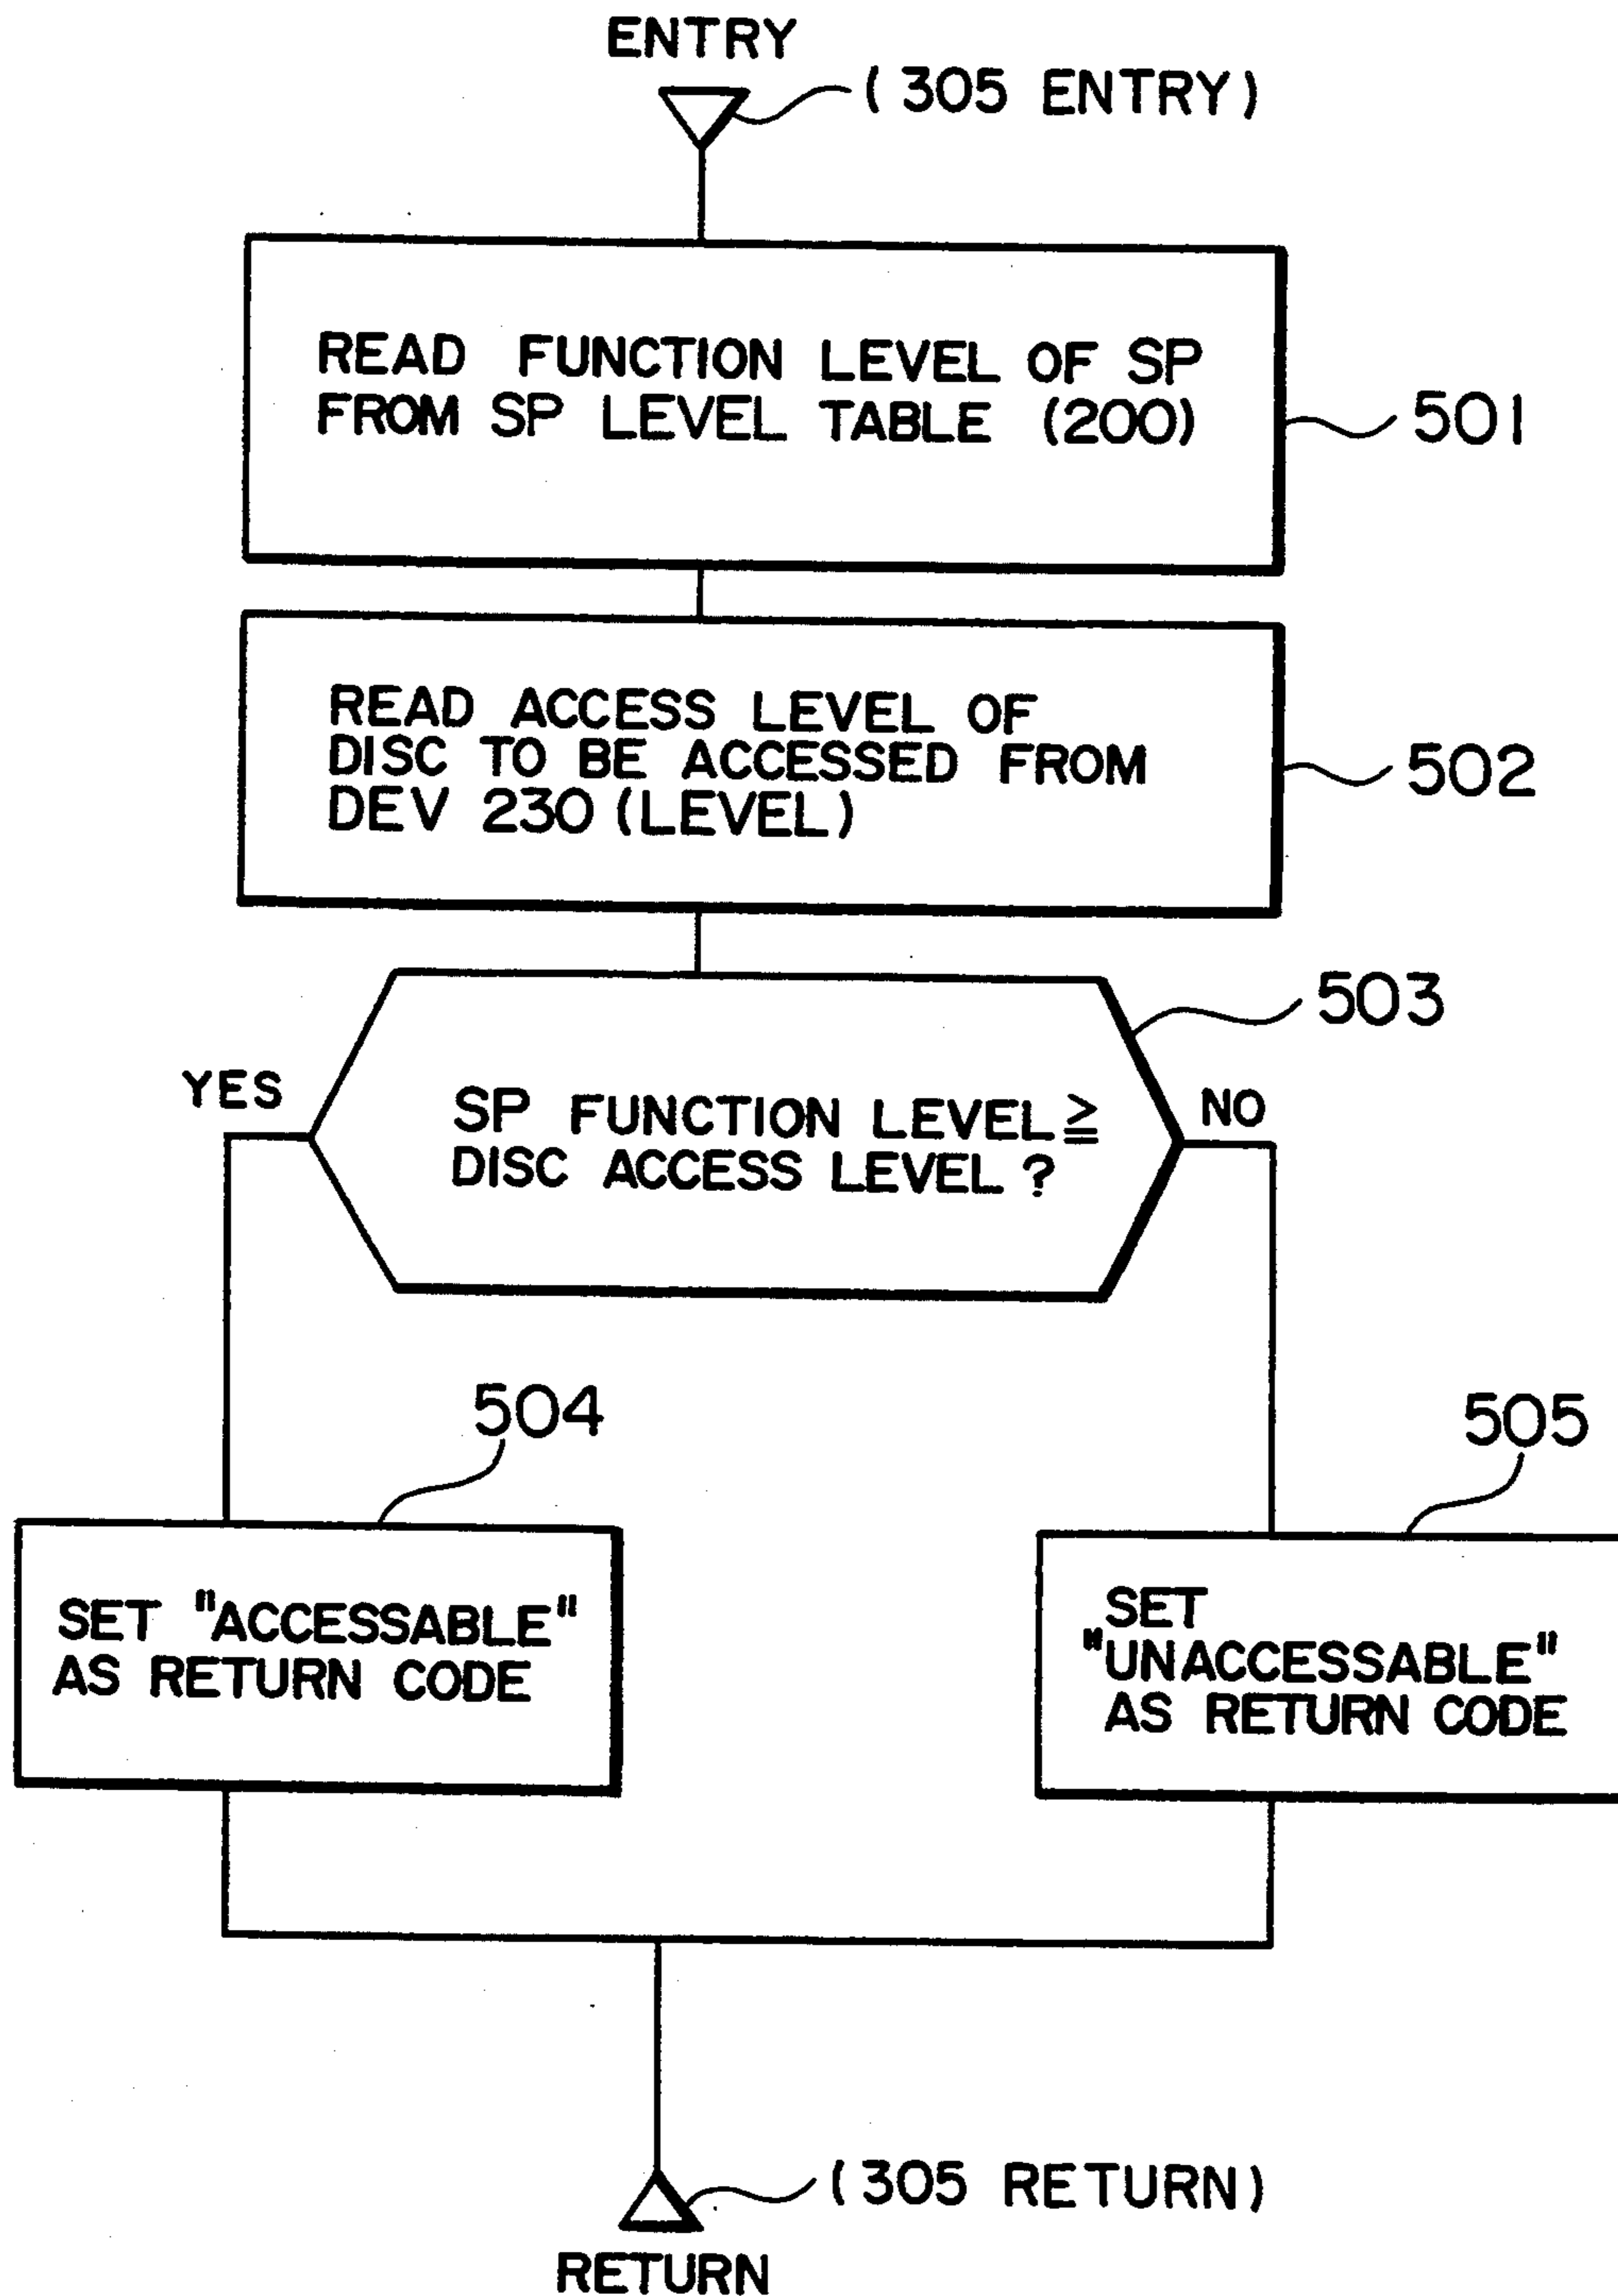 ENTRY
(305 ENTRY)
READ FUNCTION LEVEL OF SP
FROM SP LEVEL TABLE (200)
501
READ ACCESS LEVEL OF
DISC TO BE ACCESSED FROM
DEV 230 (LEVEL)
502
503
YES
NO
SP FUNCTION LEVEL ≧
DISC ACCESS LEVEL ?
504
505
SET "ACCESSABLE"
AS RETURN CODE
SET
"UNACCESSABLE"
AS RETURN CODE
(305 RETURN)
RETURN